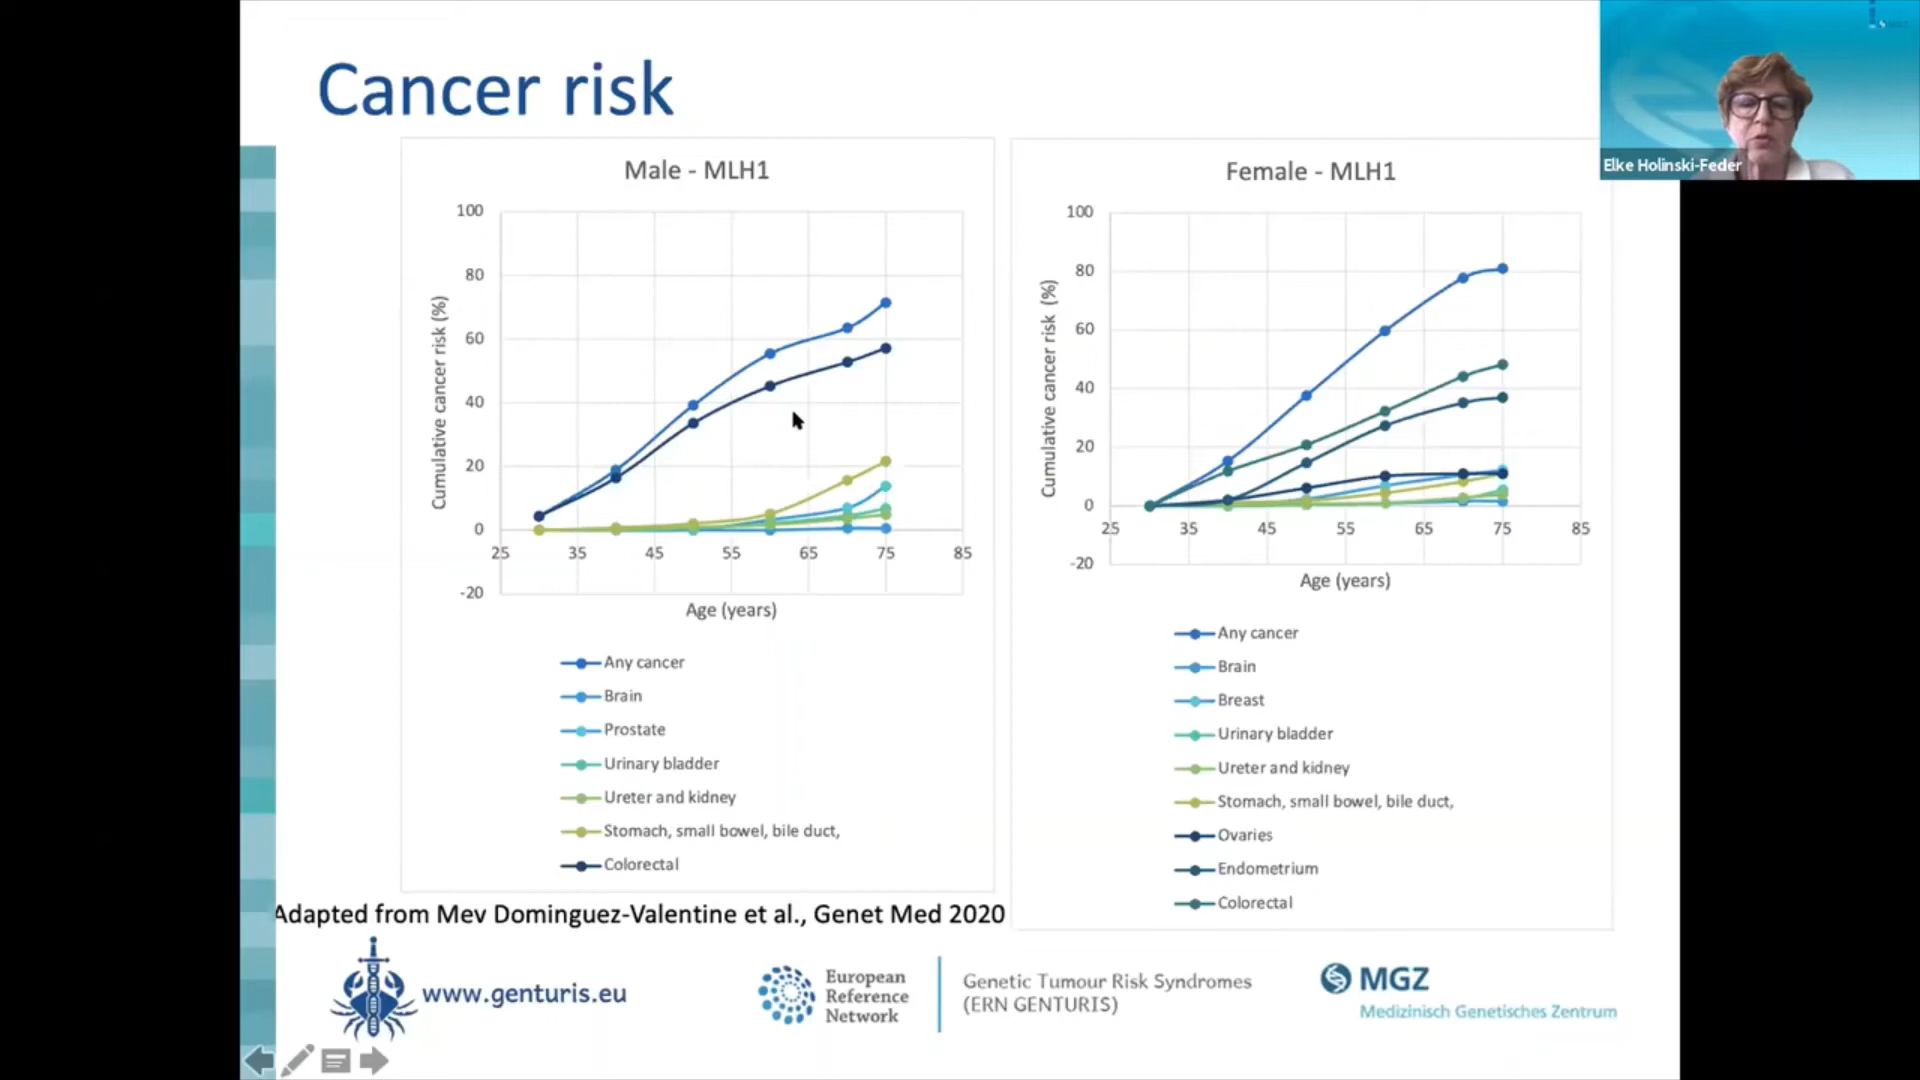 Cancer risk
Elke Holinski-Feder
Male - MLH1
100
80
60
40
20
0
-20
25 35 45 55 65 75 85
Cumulative cancer risk (%)
Age (years)
Any cancer
Brain
Prostate
Urinary bladder
Ureter and kidney
Stomach, small bowel, bile duct,
Colorectal
Female - MLH1
100
80
60
40
20
0
-20
25 35 45 55 65 75 85
Cumulative cancer risk (%)
Age (years)
Any cancer
Brain
Breast
Urinary bladder
Ureter and kidney
Stomach, small bowel, bile duct,
Ovaries
Endometrium
Colorectal
Adapted from Mev Dominguez-Valentine et al., Genet Med 2020
www.genturis.eu
European
Reference
Network
Genetic Tumour Risk Syndromes
(ERN GENTURIS)
MGZ
Medizinisch Genetisches Zentrum